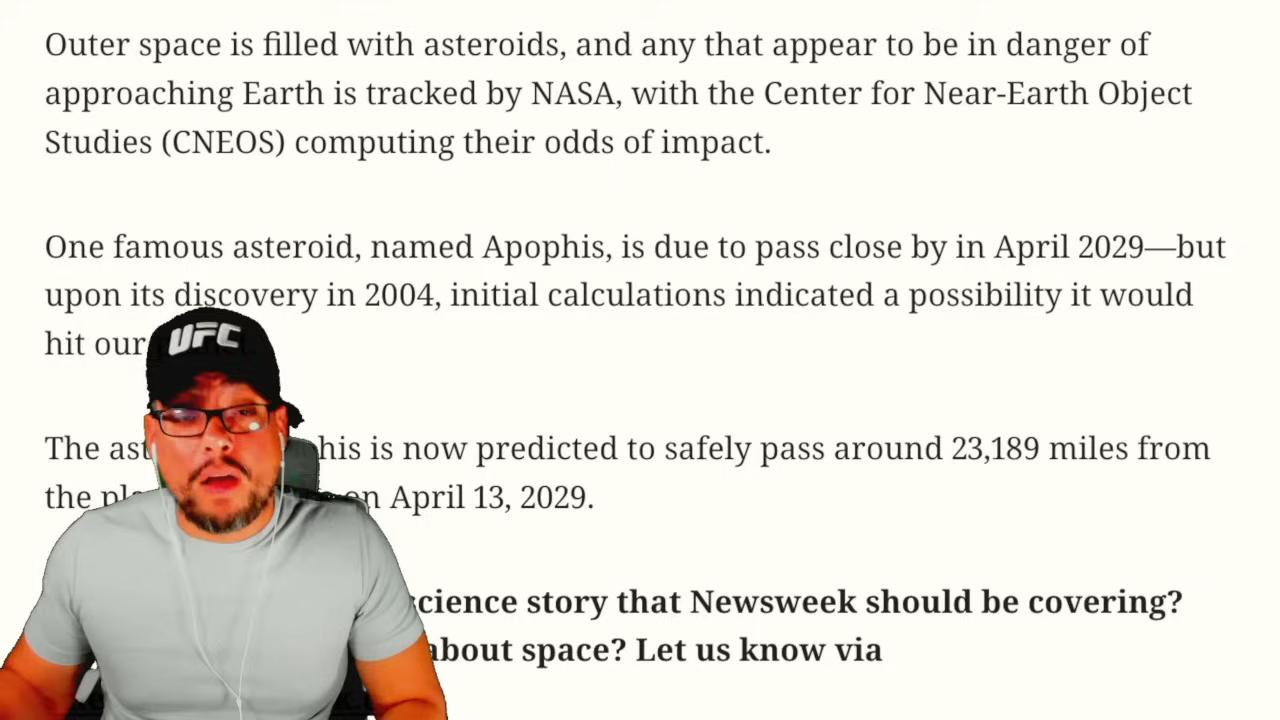 Outer space is filled with asteroids, and any that appear to be in danger of
approaching Earth is tracked by NASA, with the Center for Near-Earth Object
Studies (CNEOS) computing their odds of impact.
One famous asteroid, named Apophis, is due to pass close by in April 2029—but
upon its discovery in 2004, initial calculations indicated a possibility it would
hit our
UFC
The is now predicted to safely pass around 23,189 miles from
the on April 13, 2029.
science story that Newsweek should be covering?
about space? Let us know via